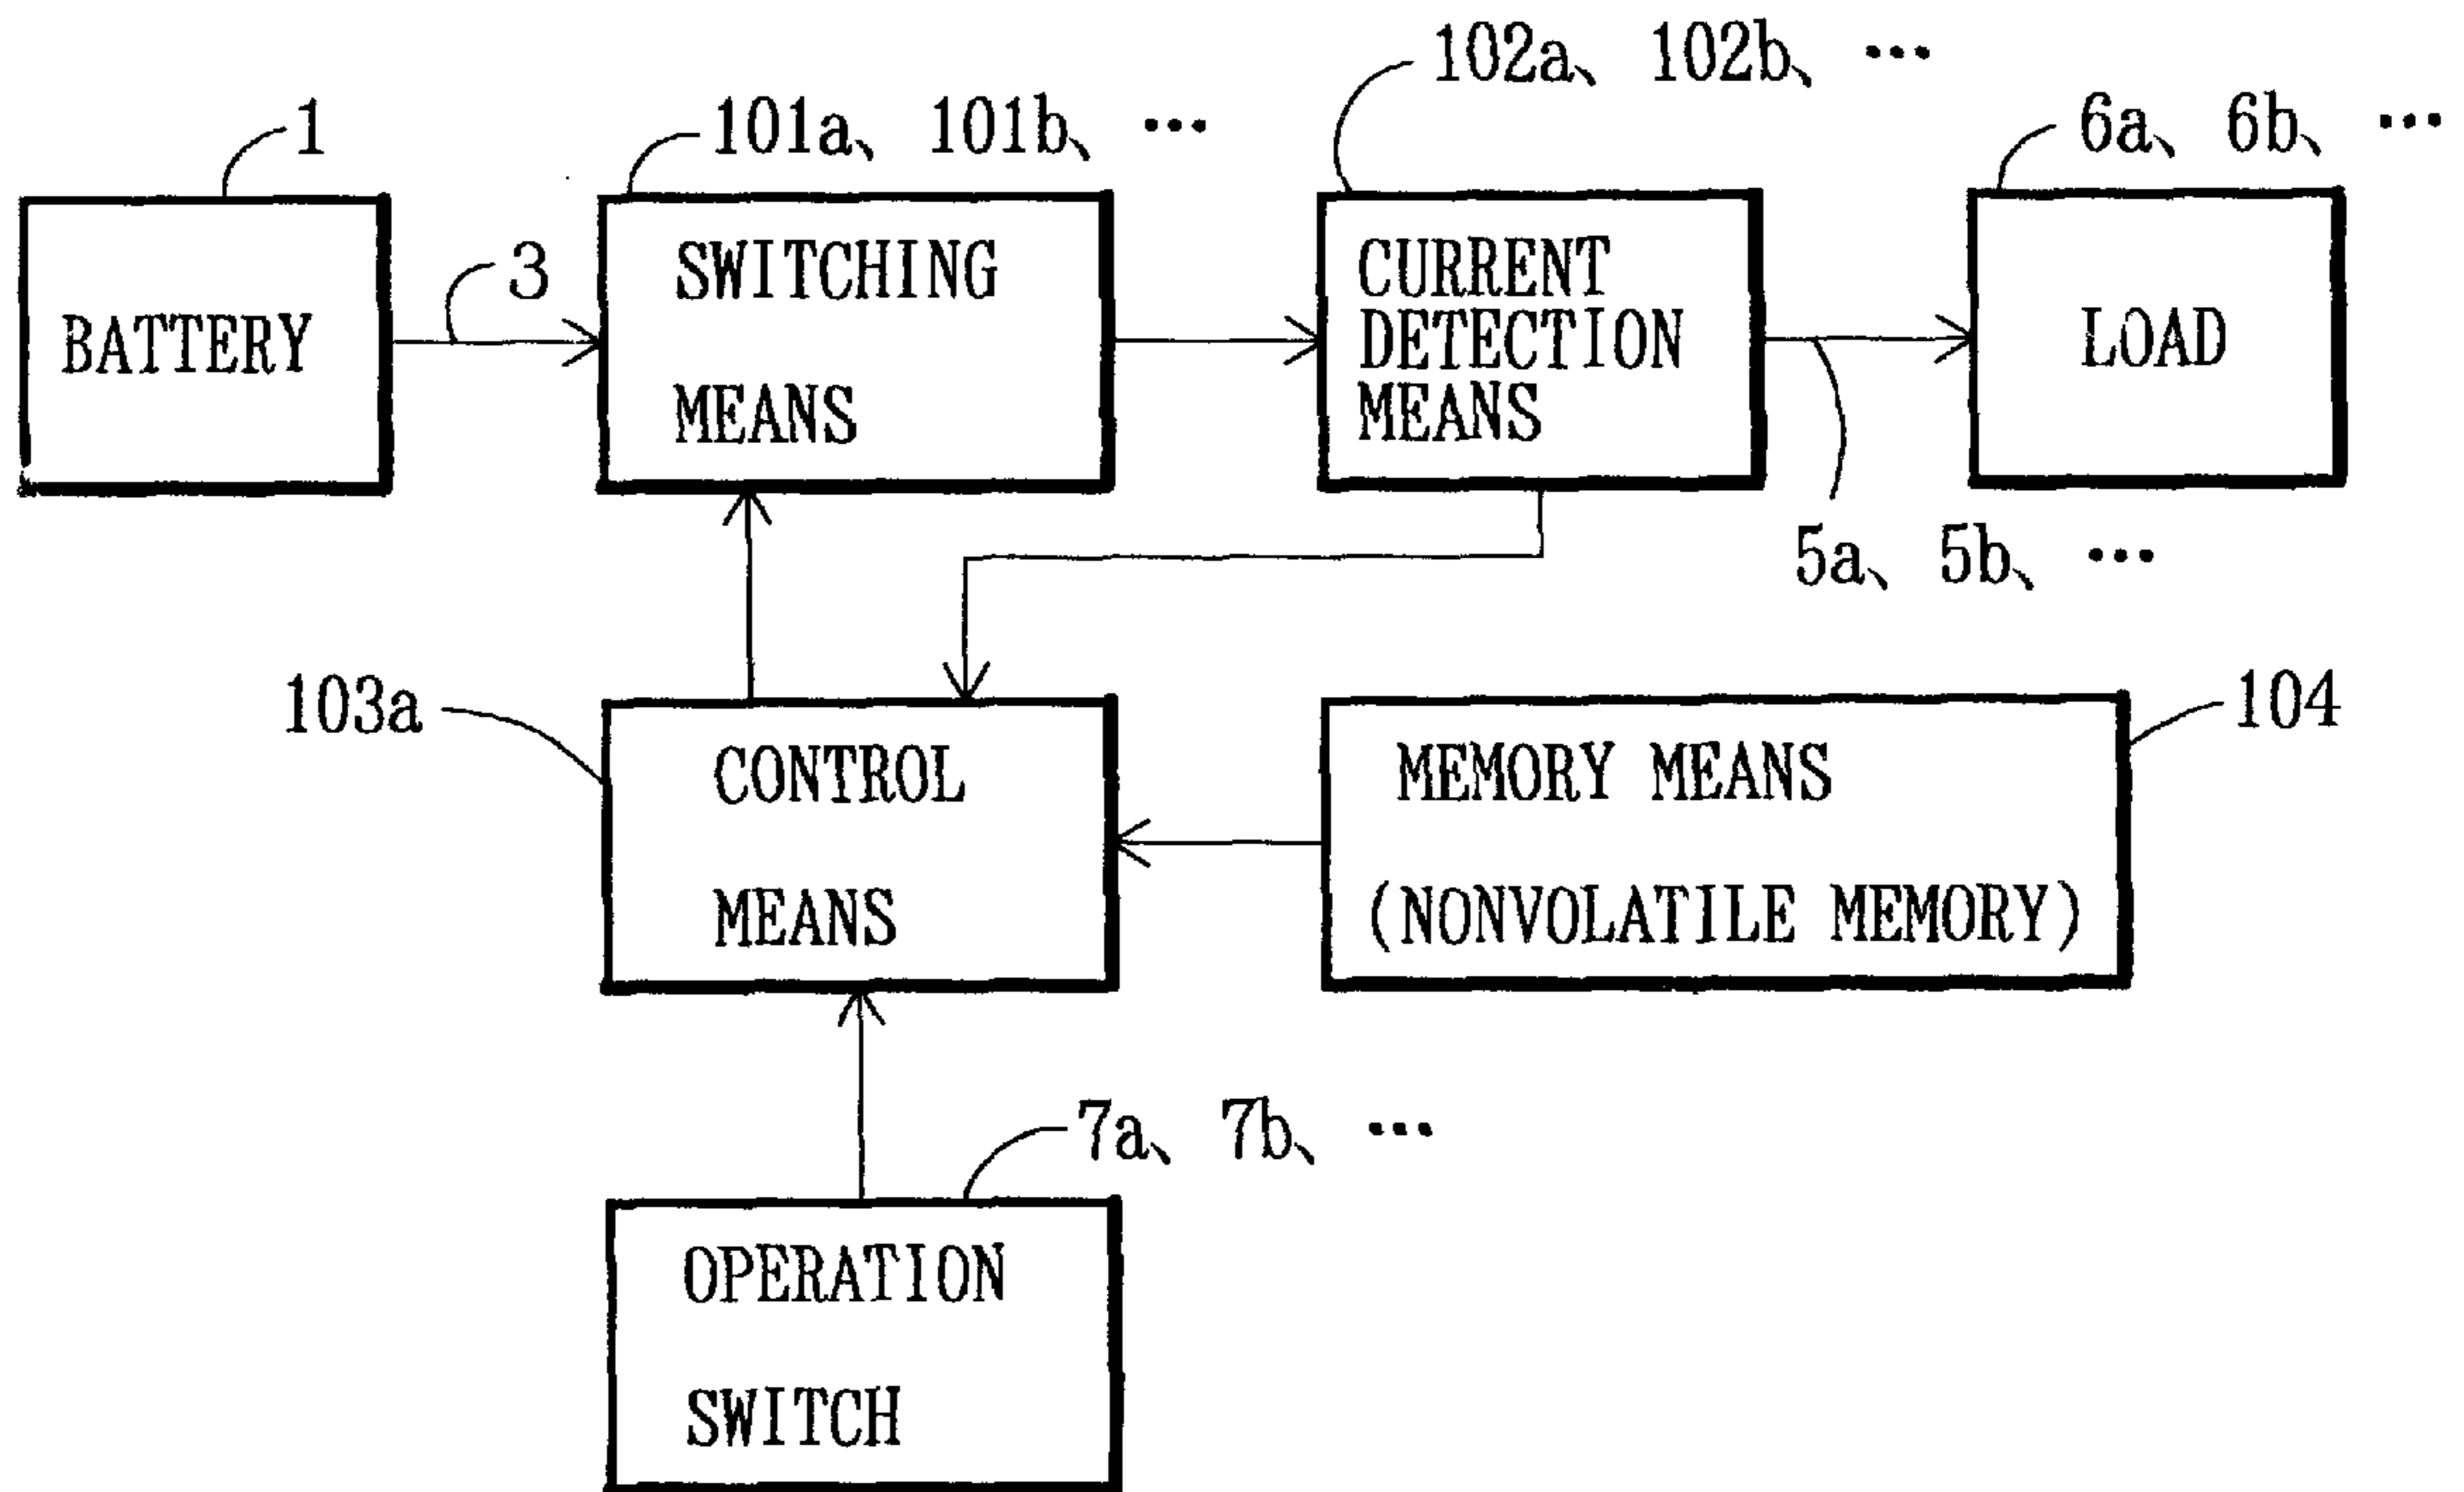 102a、 102b、 …
1
101a、 101b、 …
6a、 6b、 …
BATTERY
3
SWITCHING
MEANS
CURRENT
DETECTION
MEANS
LOAD
5a、 5b、 …
103a
CONTROL
MEANS
MEMORY MEANS
(NONVOLATILE MEMORY)
104
7a、 7b、 …
OPERATION
SWITCH